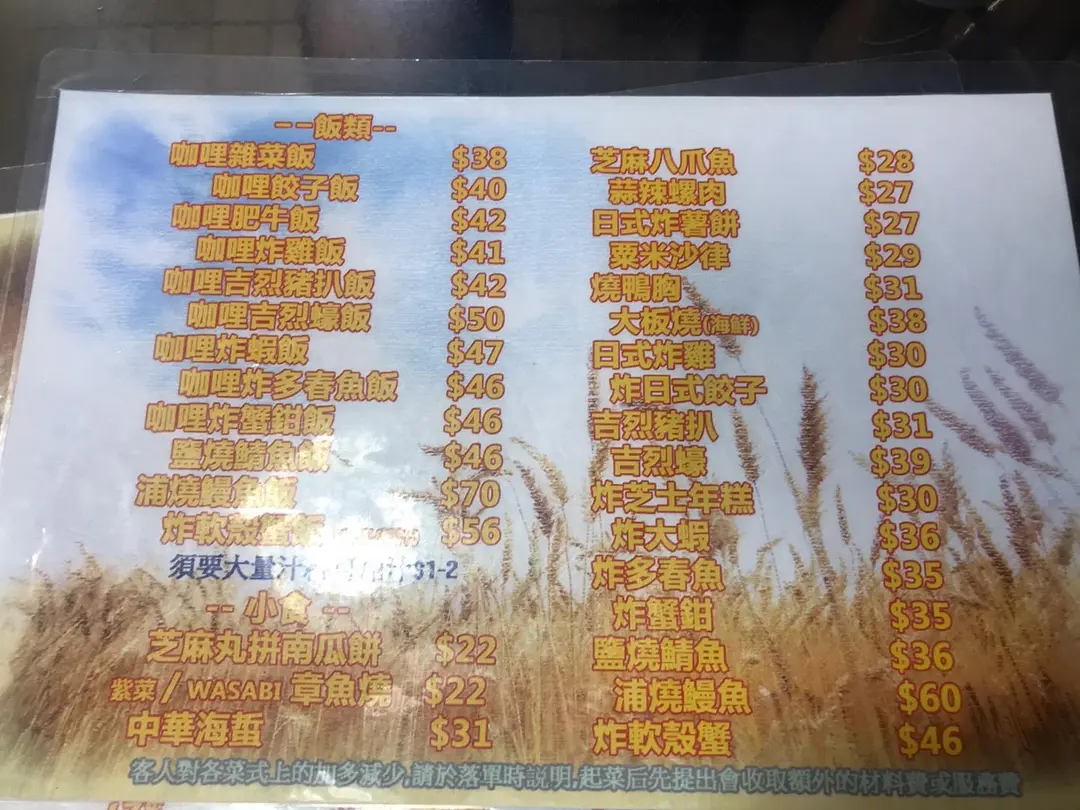 --飯類--
咖哩雜菜飯 $38
咖哩餃子飯 $40
咖哩肥牛飯 $42
咖哩炸雞飯 $41
咖哩吉烈豬扒飯 $42
咖哩吉烈蠔飯 $50
咖哩炸蝦飯 $47
咖哩炸多春魚飯 $46
咖哩炸蟹鉗飯 $46
鹽燒鯖魚飯 $46
浦燒鰻魚飯 $70
炸軟殼蟹飯 $56
須要大量汁 $1-2
-- 小食 --
芝麻丸拼南瓜餅 $22
紫菜/WASABI 章魚燒 $22
中華海蜇 $31
芝麻八爪魚 $28
蒜辣螺肉 $27
日式炸薯餅 $27
粟米沙律 $29
燒鴨胸 $31
大板燒(海鮮) $38
日式炸雞 $30
炸日式餃子 $30
吉烈豬扒 $31
吉烈蠔 $39
炸芝士年糕 $30
炸大蝦 $36
炸多春魚 $35
炸蟹鉗 $35
鹽燒鯖魚 $36
浦燒鰻魚 $60
炸軟殼蟹 $46
客人對各菜式上的加多減少,請於落單時説明,起菜后先提出會收取額外的材料費或服務費